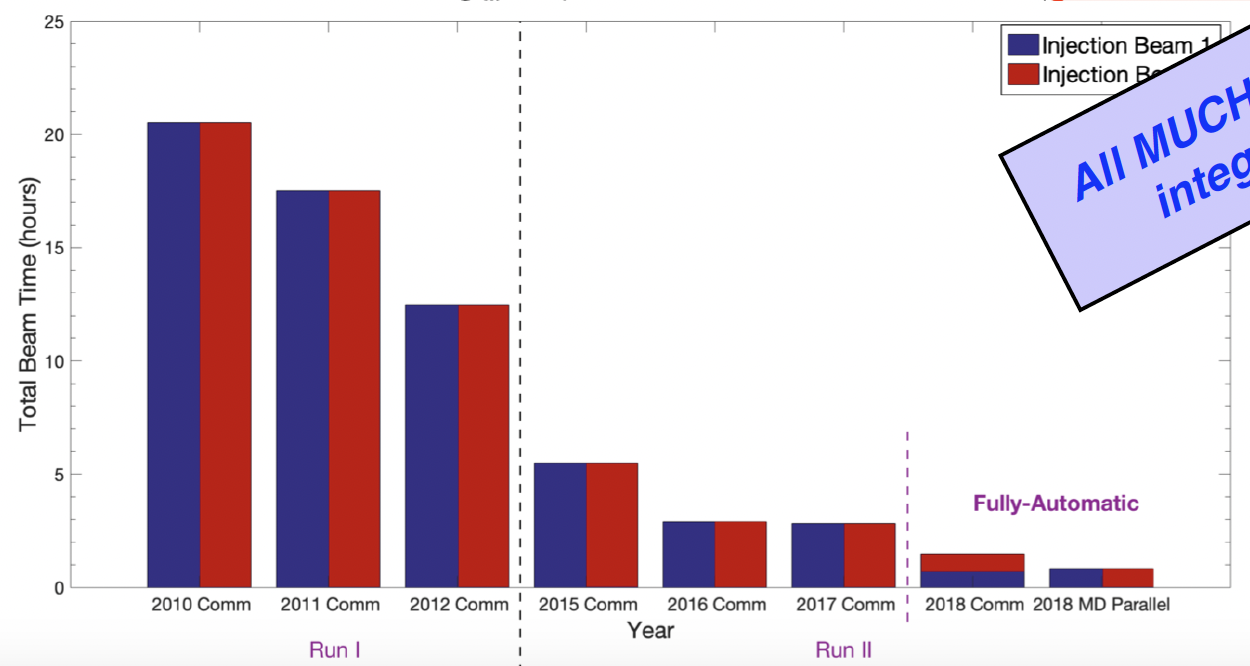 25
20
15
10
5
0
Total Beam Time (hours)
Injection Beam 1
Injection
All MUCH
Fully-Automatic
2010 Comm 2011 Comm 2012 Comm 2015 Comm 2016 Comm 2017 Comm 2018 Comm 2018 MD Parallel
Year
Run I Run II